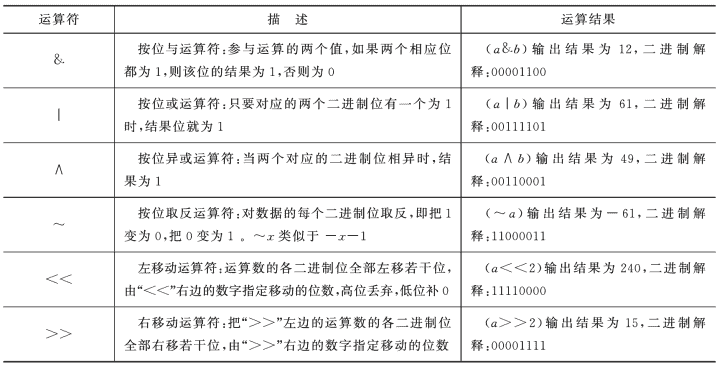 运算符 描 述 运算结果
& 按位与运算符:参与运算的两个值,如果两个相应位都为1,则该位的结果为1,否则为0 (a&b)输出结果为 12,二进制解释:00001100
| 按位或运算符:只要对应的两个二进制位有一个为1时,结果位就为1 (a|b)输出结果为 61,二进制解释:00111101
∧ 按位异或运算符:当两个对应的二进制位相异时,结果为1 (a∧b)输出结果为 49,二进制解释:00110001
~ 按位取反运算符:对数据的每个二进制位取反,即把1变为0,把0变为1。~x类似于-x-1 (~a)输出结果为-61,二进制解释:11000011
<< 左移动运算符:运算数的各二进制位全部左移若干位,由“<<”右边的数字指定移动的位数,高位丢弃,低位补0 (a<<2)输出结果为240,二进制解释:11110000
>> 右移动运算符:把“>>”左边的运算数的各二进制位全部右移若干位,由“>>”右边的数字指定移动的位数 (a>>2)输出结果为15,二进制解释:00001111